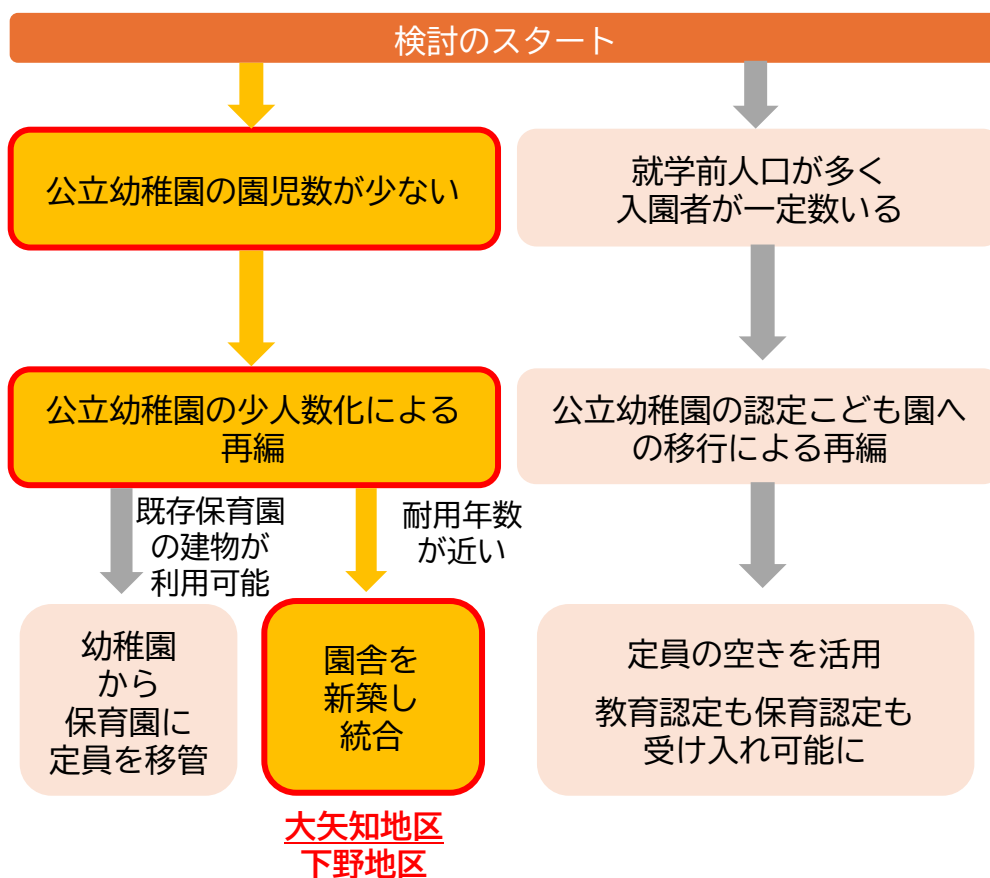 検討のスタート
公立幼稚園の園児数が少ない
就学前人口が多く
入園者が一定数いる
公立幼稚園の少人数化による
再編
公立幼稚園の認定こども園へ
の移行による再編
既存保育園
の建物が
利用可能
耐用年数
が近い
幼稚園
から
保育園に
定員を移管
園舎を
新築し
統合
定員の空きを活用
教育認定も保育認定も
受け入れ可能に
大矢知地区
下野地区